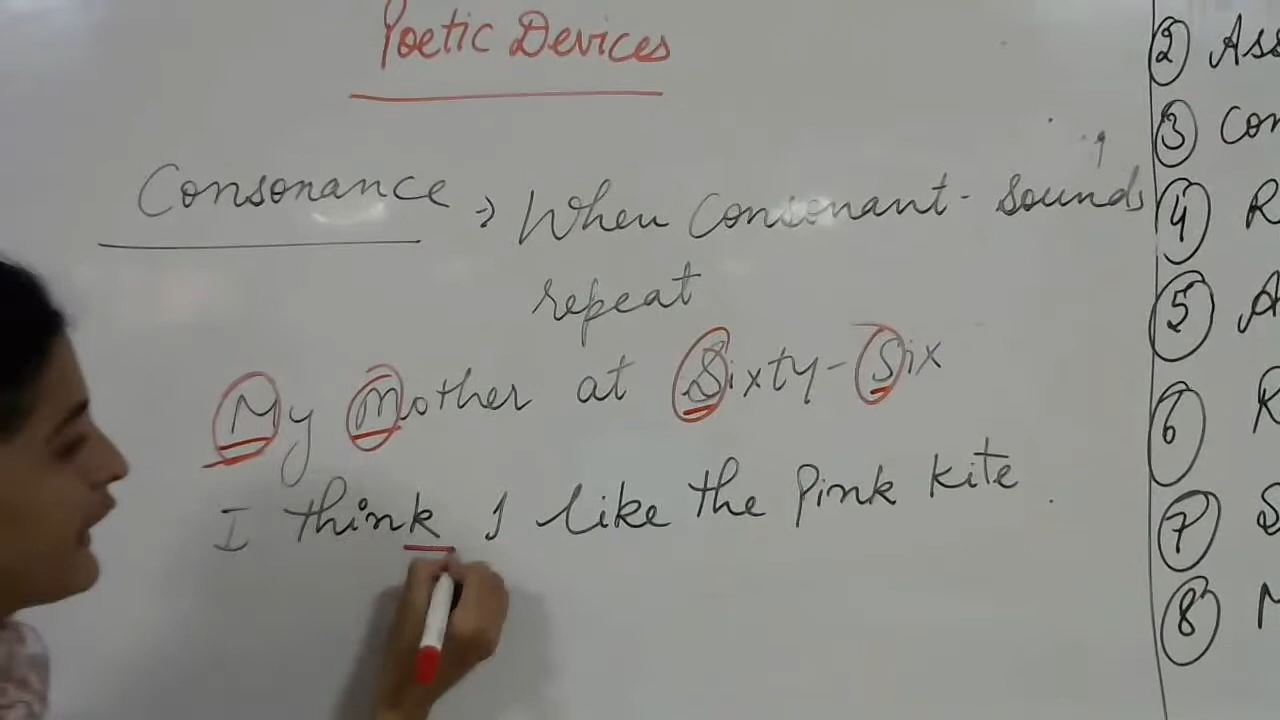 Poetic Devices
Consonance → When Consonant-Sounds
repeat
My Mother at Sixty-Six
I think I like the Pink kite
② Ass
③ Con
④ R
⑤ A
⑥ R
⑦ S
⑧